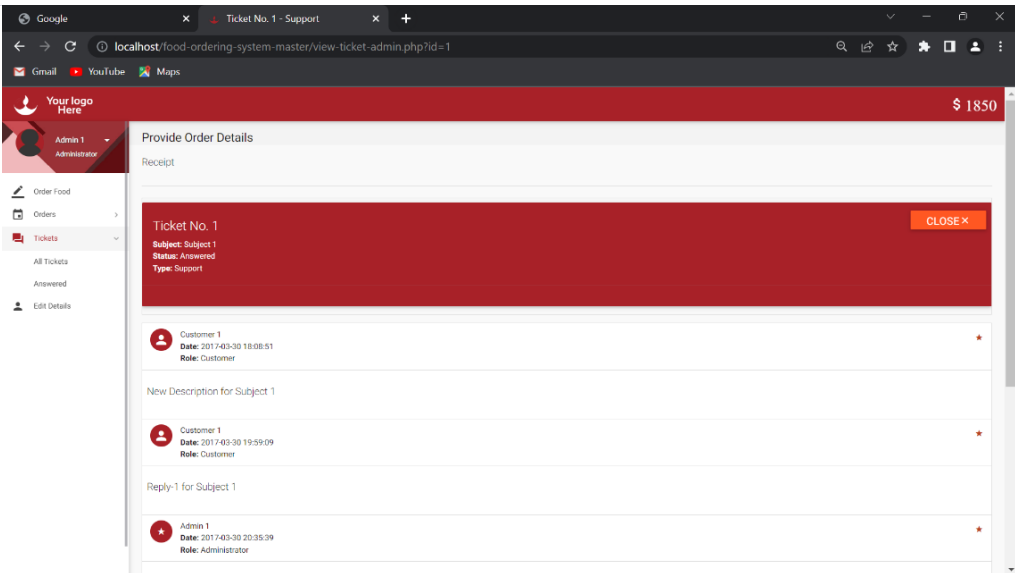 Google
Ticket No. 1 - Support
localhost/food-ordering-system-master/view-ticket-admin.php?id=1
Gmail
YouTube
Maps
Your logo
Here
$ 1850
Admin 1
Administrator
Order Food
Orders
Tickets
All Tickets
Answered
Edit Details
Provide Order Details
Receipt
Ticket No. 1
CLOSE ×
Subject: Subject 1
Status: Answered
Type: Support
Customer 1
Date: 2017-03-30 18:08:51
Role: Customer
New Description for Subject 1
Customer 1
Date: 2017-03-30 19:59:09
Role: Customer
Reply-1 for Subject 1
Admin 1
Date: 2017-03-30 20:35:39
Role: Administrator